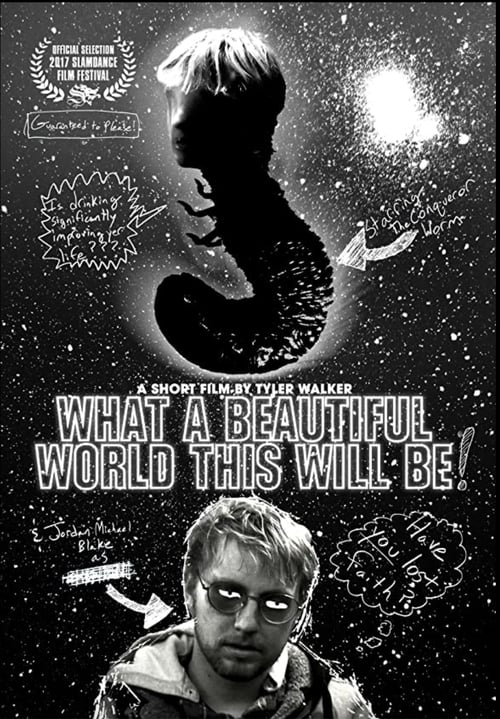 OFFICIAL SELECTION
2017 SLAMDANCE
FILM FESTIVAL
Guaranteed to Please!
Is drinking
significantly
improving yer
life???
Starring
The Conqueror
Worm
A SHORT FILM BY TYLER WALKER
WHAT A BEAUTIFUL
WORLD THIS WILL BE!
& Jordan Michael
Blake
as
Have
you lost
faith?